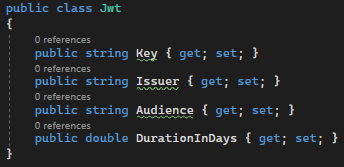 public class Jwt
{
0 references
public string Key { get; set; }
0 references
public string Issuer { get; set; }
0 references
public string Audience { get; set; }
0 references
public double DurationInDays { get; set; }
}